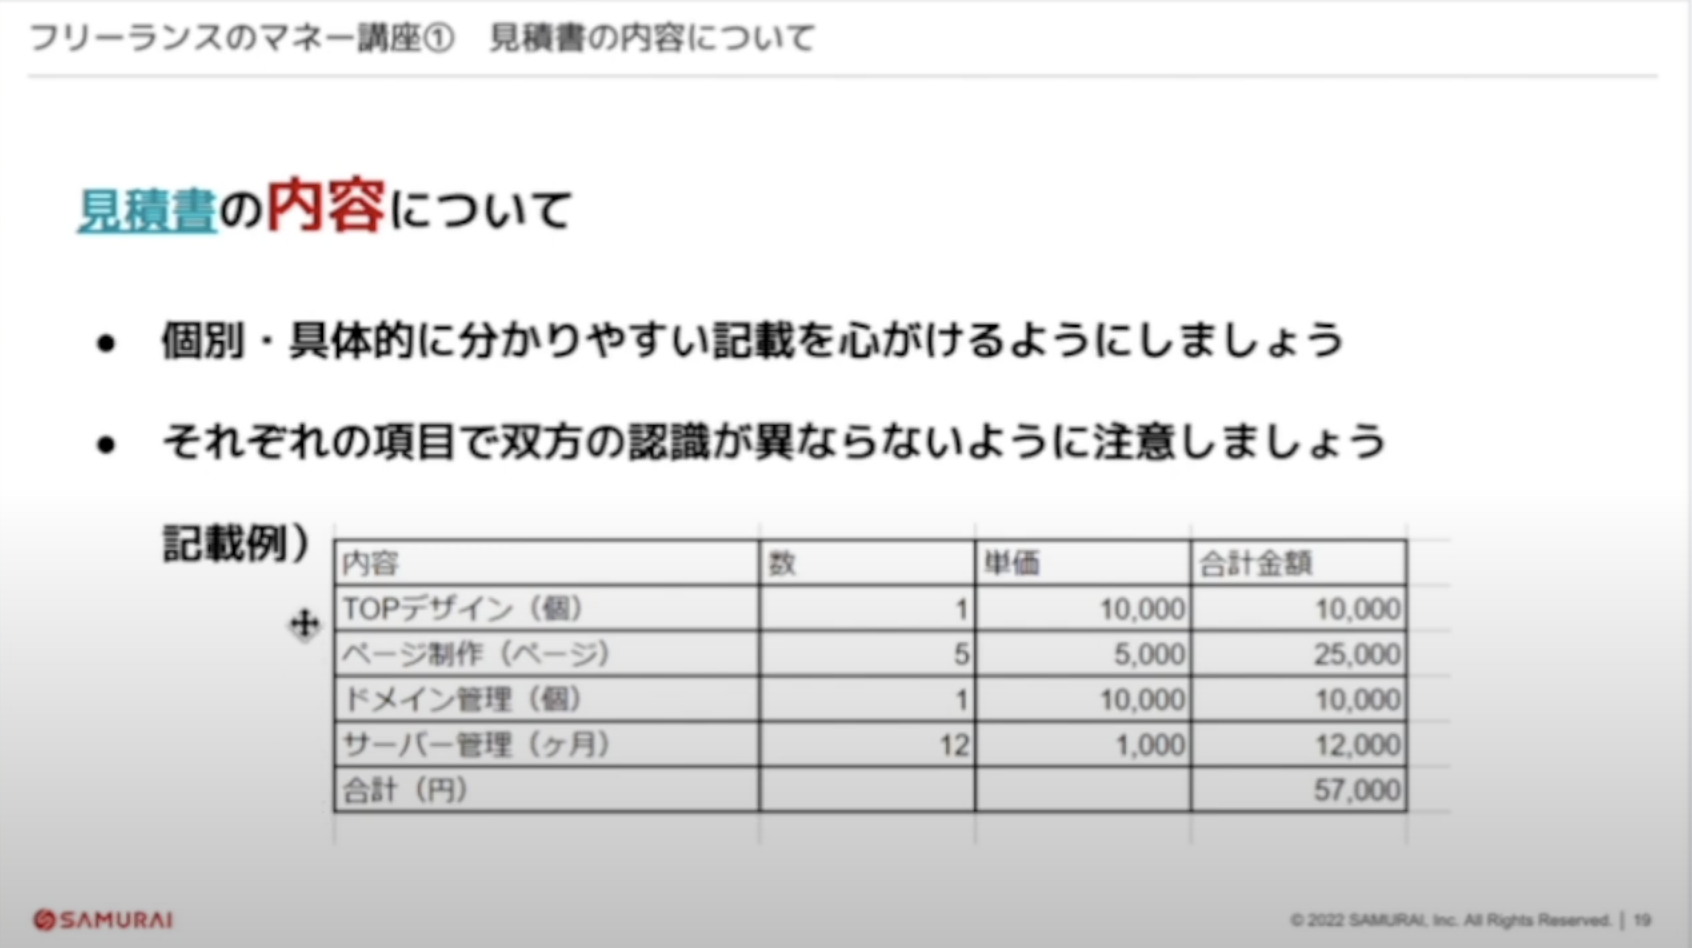 フリーランスのマネー講座① 見積書の内容について
見積書の内容について
● 個別・具体的に分かりやすい記載を心がけるようにしましょう
● それぞれの項目で双方の認識が異ならないように注意しましょう
記載例）
内容 数 単価 合計金額
TOPデザイン（個） 1 10,000 10,000
ページ制作（ページ） 5 5,000 25,000
ドメイン管理（個） 1 10,000 10,000
サーバー管理（ヶ月） 12 1,000 12,000
合計（円） 57,000
SAMURAI
© 2022 SAMURAI, Inc. All Rights Reserved. | 19